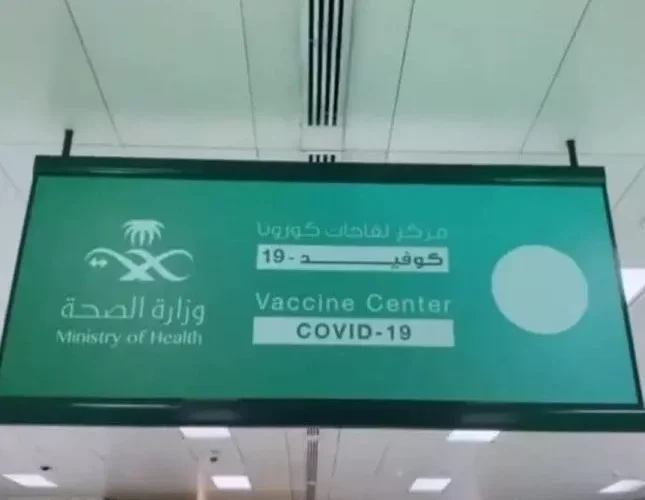 مركز لقاحات كورونا
كوفيد - 19
Vaccine Center
COVID-19
وزارة الصحة
Ministry of Health